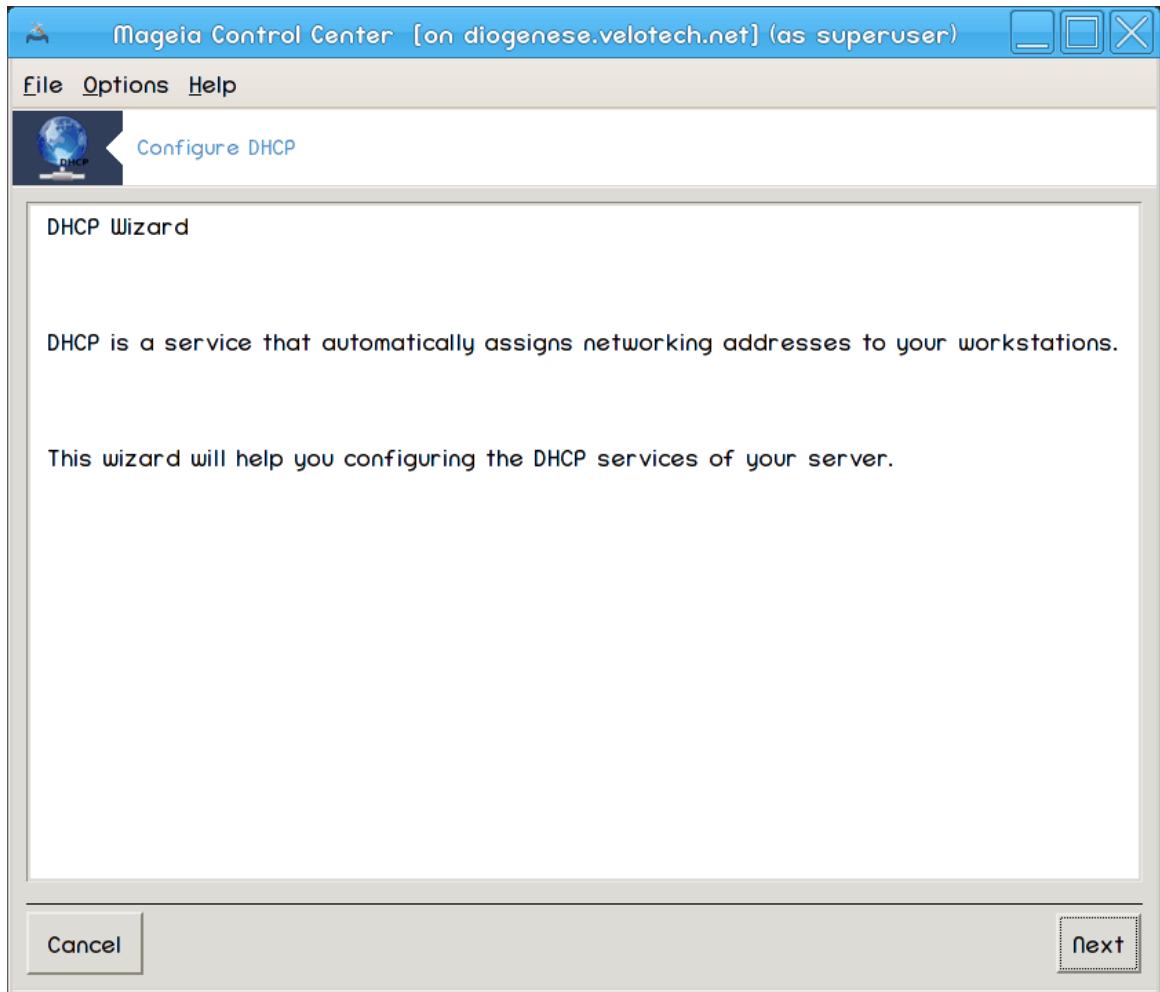 Mageia Control Center [on diogenese.velotech.net] (as superuser)
File Options Help
DHCP
Configure DHCP
DHCP Wizard
DHCP is a service that automatically assigns networking addresses to your workstations.
This wizard will help you configuring the DHCP services of your server.
Cancel
Next